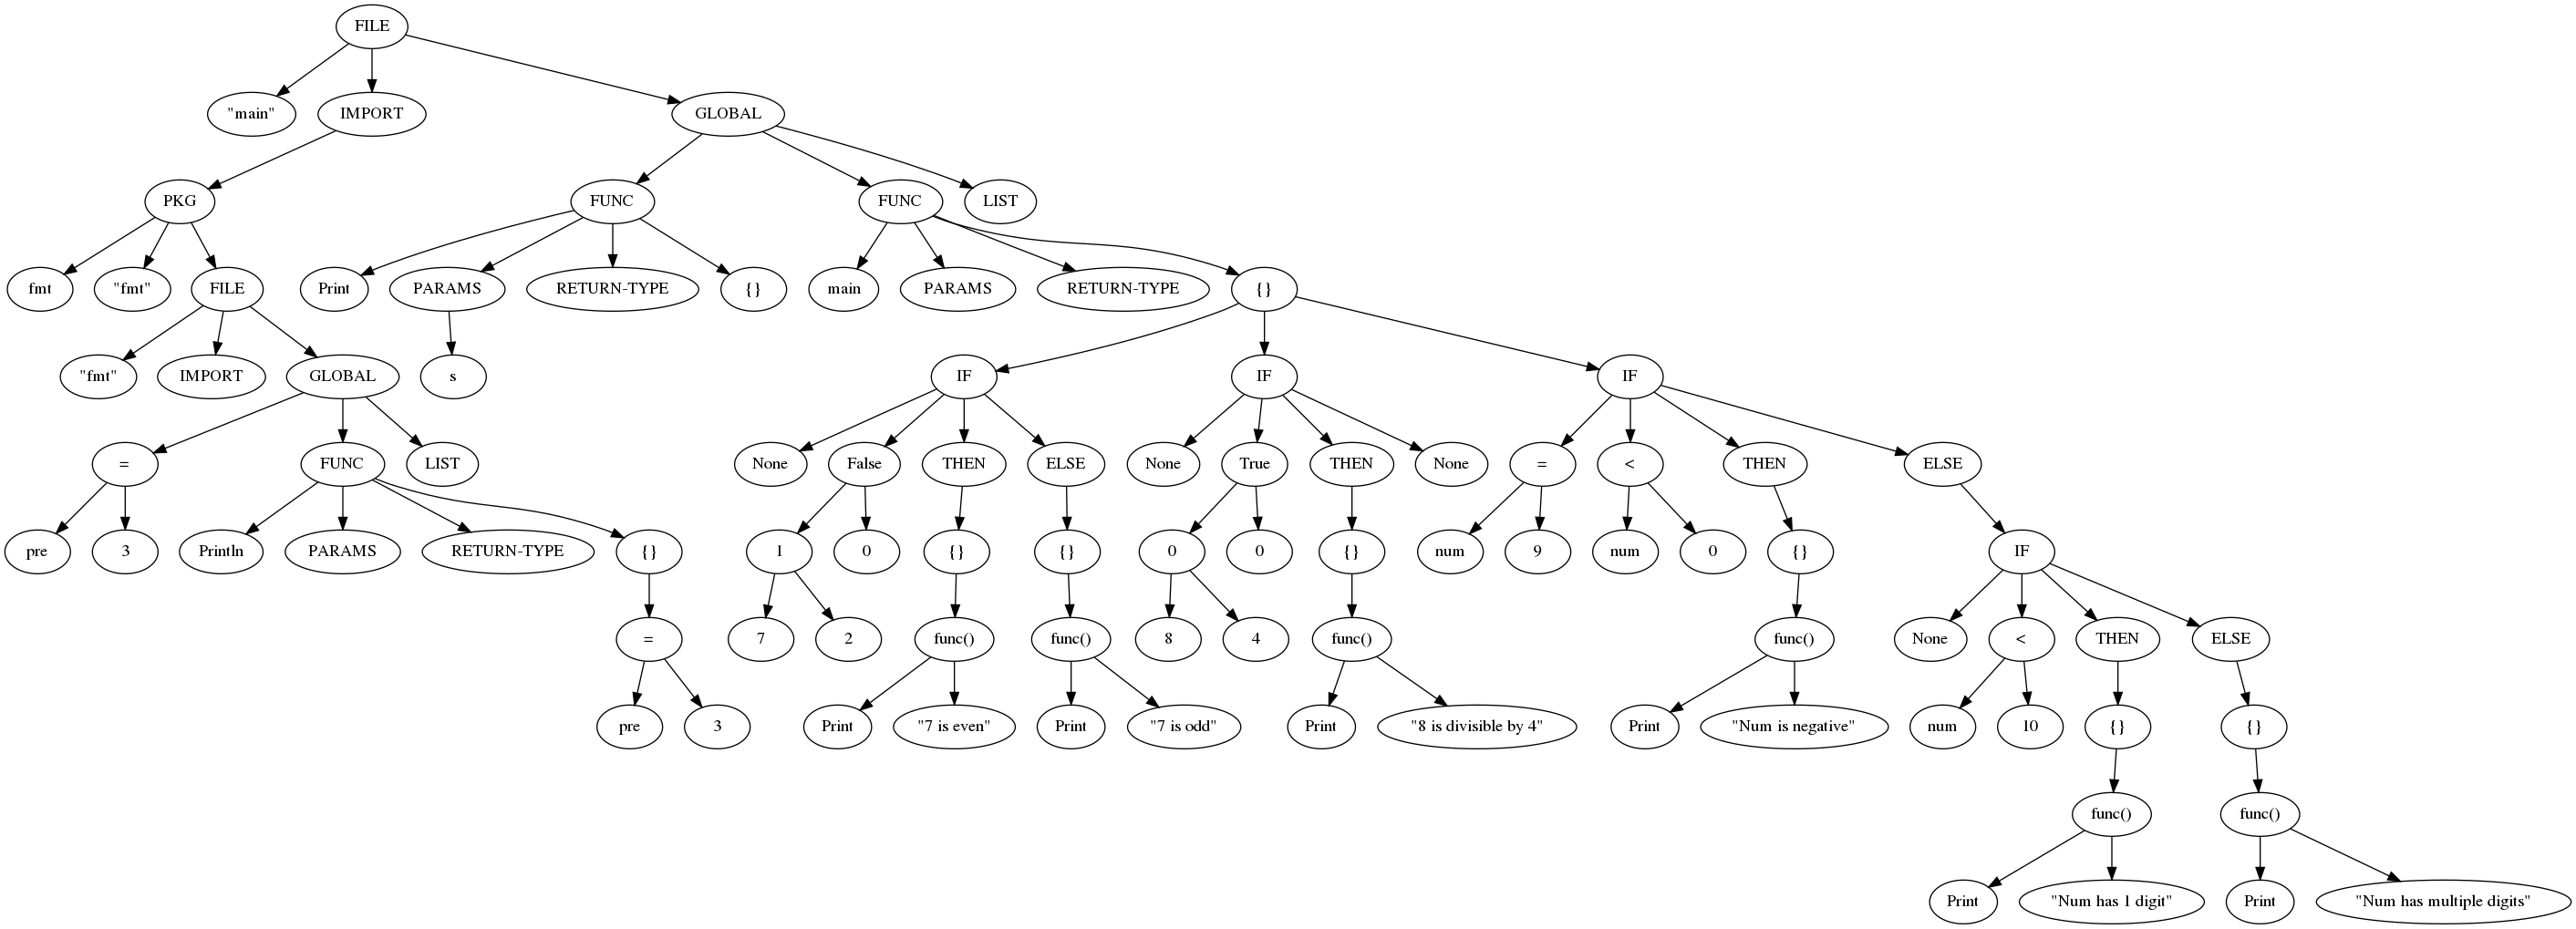 FILE
"main"
IMPORT
GLOBAL
PKG
FUNC
FUNC
LIST
fmt
"fmt"
FILE
Print
PARAMS
RETURN-TYPE
{}
main
PARAMS
RETURN-TYPE
{}
"fmt"
IMPORT
GLOBAL
s
IF
IF
IF
=
FUNC
LIST
None
False
THEN
ELSE
None
True
THEN
None
=
<
THEN
ELSE
pre
3
Println
PARAMS
RETURN-TYPE
{}
1
0
{}
{}
0
0
{}
num
9
num
0
{}
IF
=
7
2
func()
func()
8
4
func()
func()
None
<
THEN
ELSE
pre
3
Print
"7 is even"
Print
"7 is odd"
Print
"8 is divisible by 4"
Print
"Num is negative"
num
10
{}
{}
func()
func()
Print
"Num has 1 digit"
Print
"Num has multiple digits"